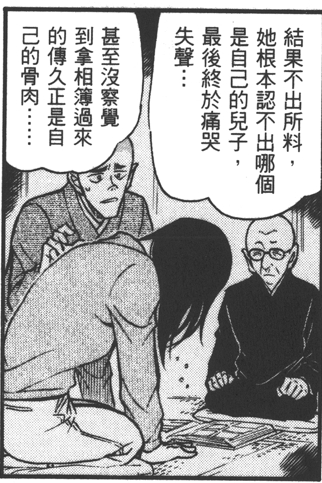 結果不出所料，
她根本認不出哪個
是自己的兒子，
最後終於痛哭
失聲…
甚至沒察覺
到拿相簿過來
的傳久正是自
己的骨肉……